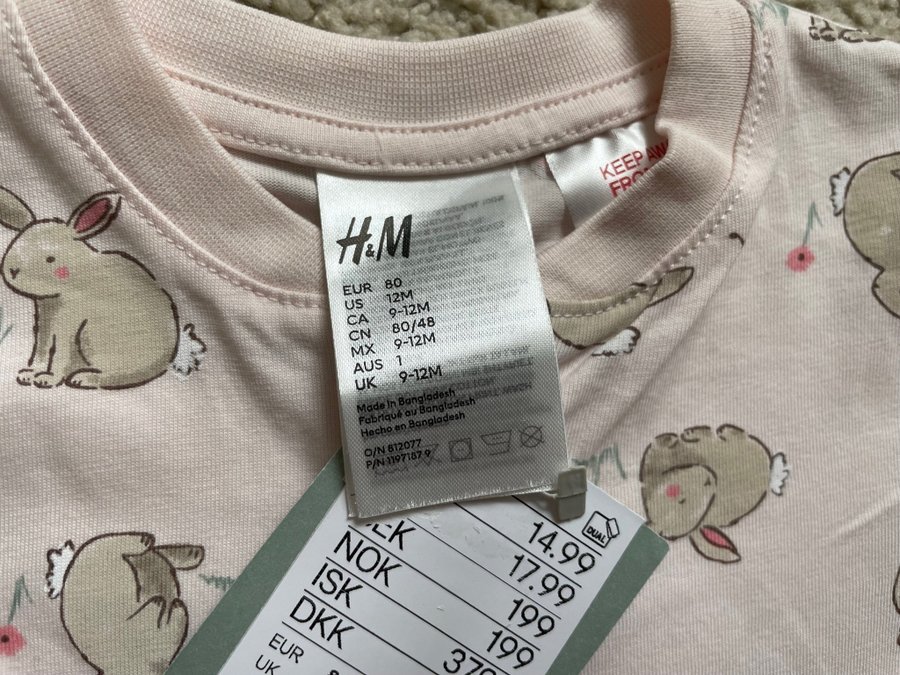 H&M
EUR 80
US 12M
CA 9-12M
CN 80/48
MX 9-12M
AUS 1
UK 9-12M
Made in Bangladesh
Fabriqué au Bangladesh
Hecho en Bangladesh
O/N 812077
P/N 1197187 9
KEEP
DUAL
14.99
17.99
NOK 199
ISK 199
DKK
EUR
UK